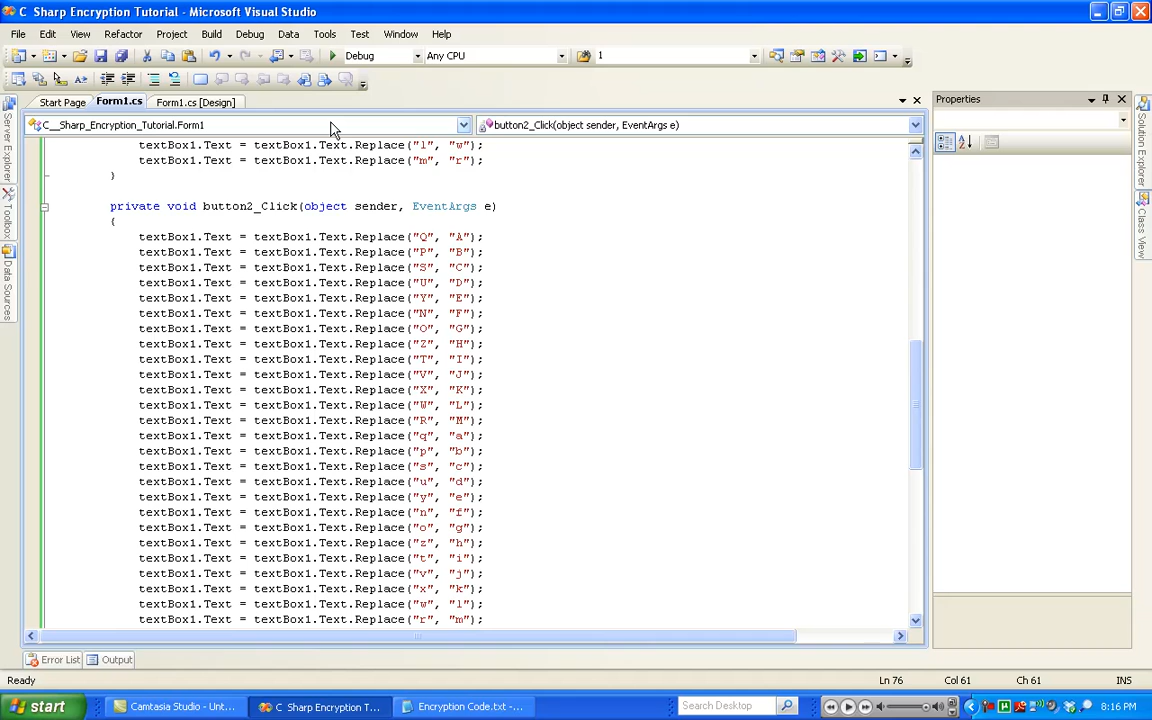 C  Sharp Encryption Tutorial - Microsoft Visual Studio
File Edit View Refactor Project Build Debug Data Tools Test Window Help
Debug Any CPU 1
Start Page Form1.cs Form1.cs [Design] Properties
C__Sharp_Encryption_Tutorial.Form1 button2_Click(object sender, EventArgs e)
textBox1.Text = textBox1.Text.Replace("l", "w");
textBox1.Text = textBox1.Text.Replace("m", "r");
}
private void button2_Click(object sender, EventArgs e)
{
textBox1.Text = textBox1.Text.Replace("Q", "A");
textBox1.Text = textBox1.Text.Replace("P", "B");
textBox1.Text = textBox1.Text.Replace("S", "C");
textBox1.Text = textBox1.Text.Replace("U", "D");
textBox1.Text = textBox1.Text.Replace("Y", "E");
textBox1.Text = textBox1.Text.Replace("N", "F");
textBox1.Text = textBox1.Text.Replace("O", "G");
textBox1.Text = textBox1.Text.Replace("Z", "H");
textBox1.Text = textBox1.Text.Replace("T", "I");
textBox1.Text = textBox1.Text.Replace("V", "J");
textBox1.Text = textBox1.Text.Replace("X", "K");
textBox1.Text = textBox1.Text.Replace("W", "L");
textBox1.Text = textBox1.Text.Replace("R", "M");
textBox1.Text = textBox1.Text.Replace("q", "a");
textBox1.Text = textBox1.Text.Replace("p", "b");
textBox1.Text = textBox1.Text.Replace("s", "c");
textBox1.Text = textBox1.Text.Replace("u", "d");
textBox1.Text = textBox1.Text.Replace("y", "e");
textBox1.Text = textBox1.Text.Replace("n", "f");
textBox1.Text = textBox1.Text.Replace("o", "g");
textBox1.Text = textBox1.Text.Replace("z", "h");
textBox1.Text = textBox1.Text.Replace("t", "i");
textBox1.Text = textBox1.Text.Replace("v", "j");
textBox1.Text = textBox1.Text.Replace("x", "k");
textBox1.Text = textBox1.Text.Replace("w", "l");
textBox1.Text = textBox1.Text.Replace("r", "m");
Server Explorer
Toolbox
Data Sources
Solution Explorer
Class View
Error List Output
Ready Ln 76 Col 61 Ch 61 INS
start Camtasia Studio - Unt... C  Sharp Encryption T... Encryption Code.txt -... Search Desktop 8:16 PM